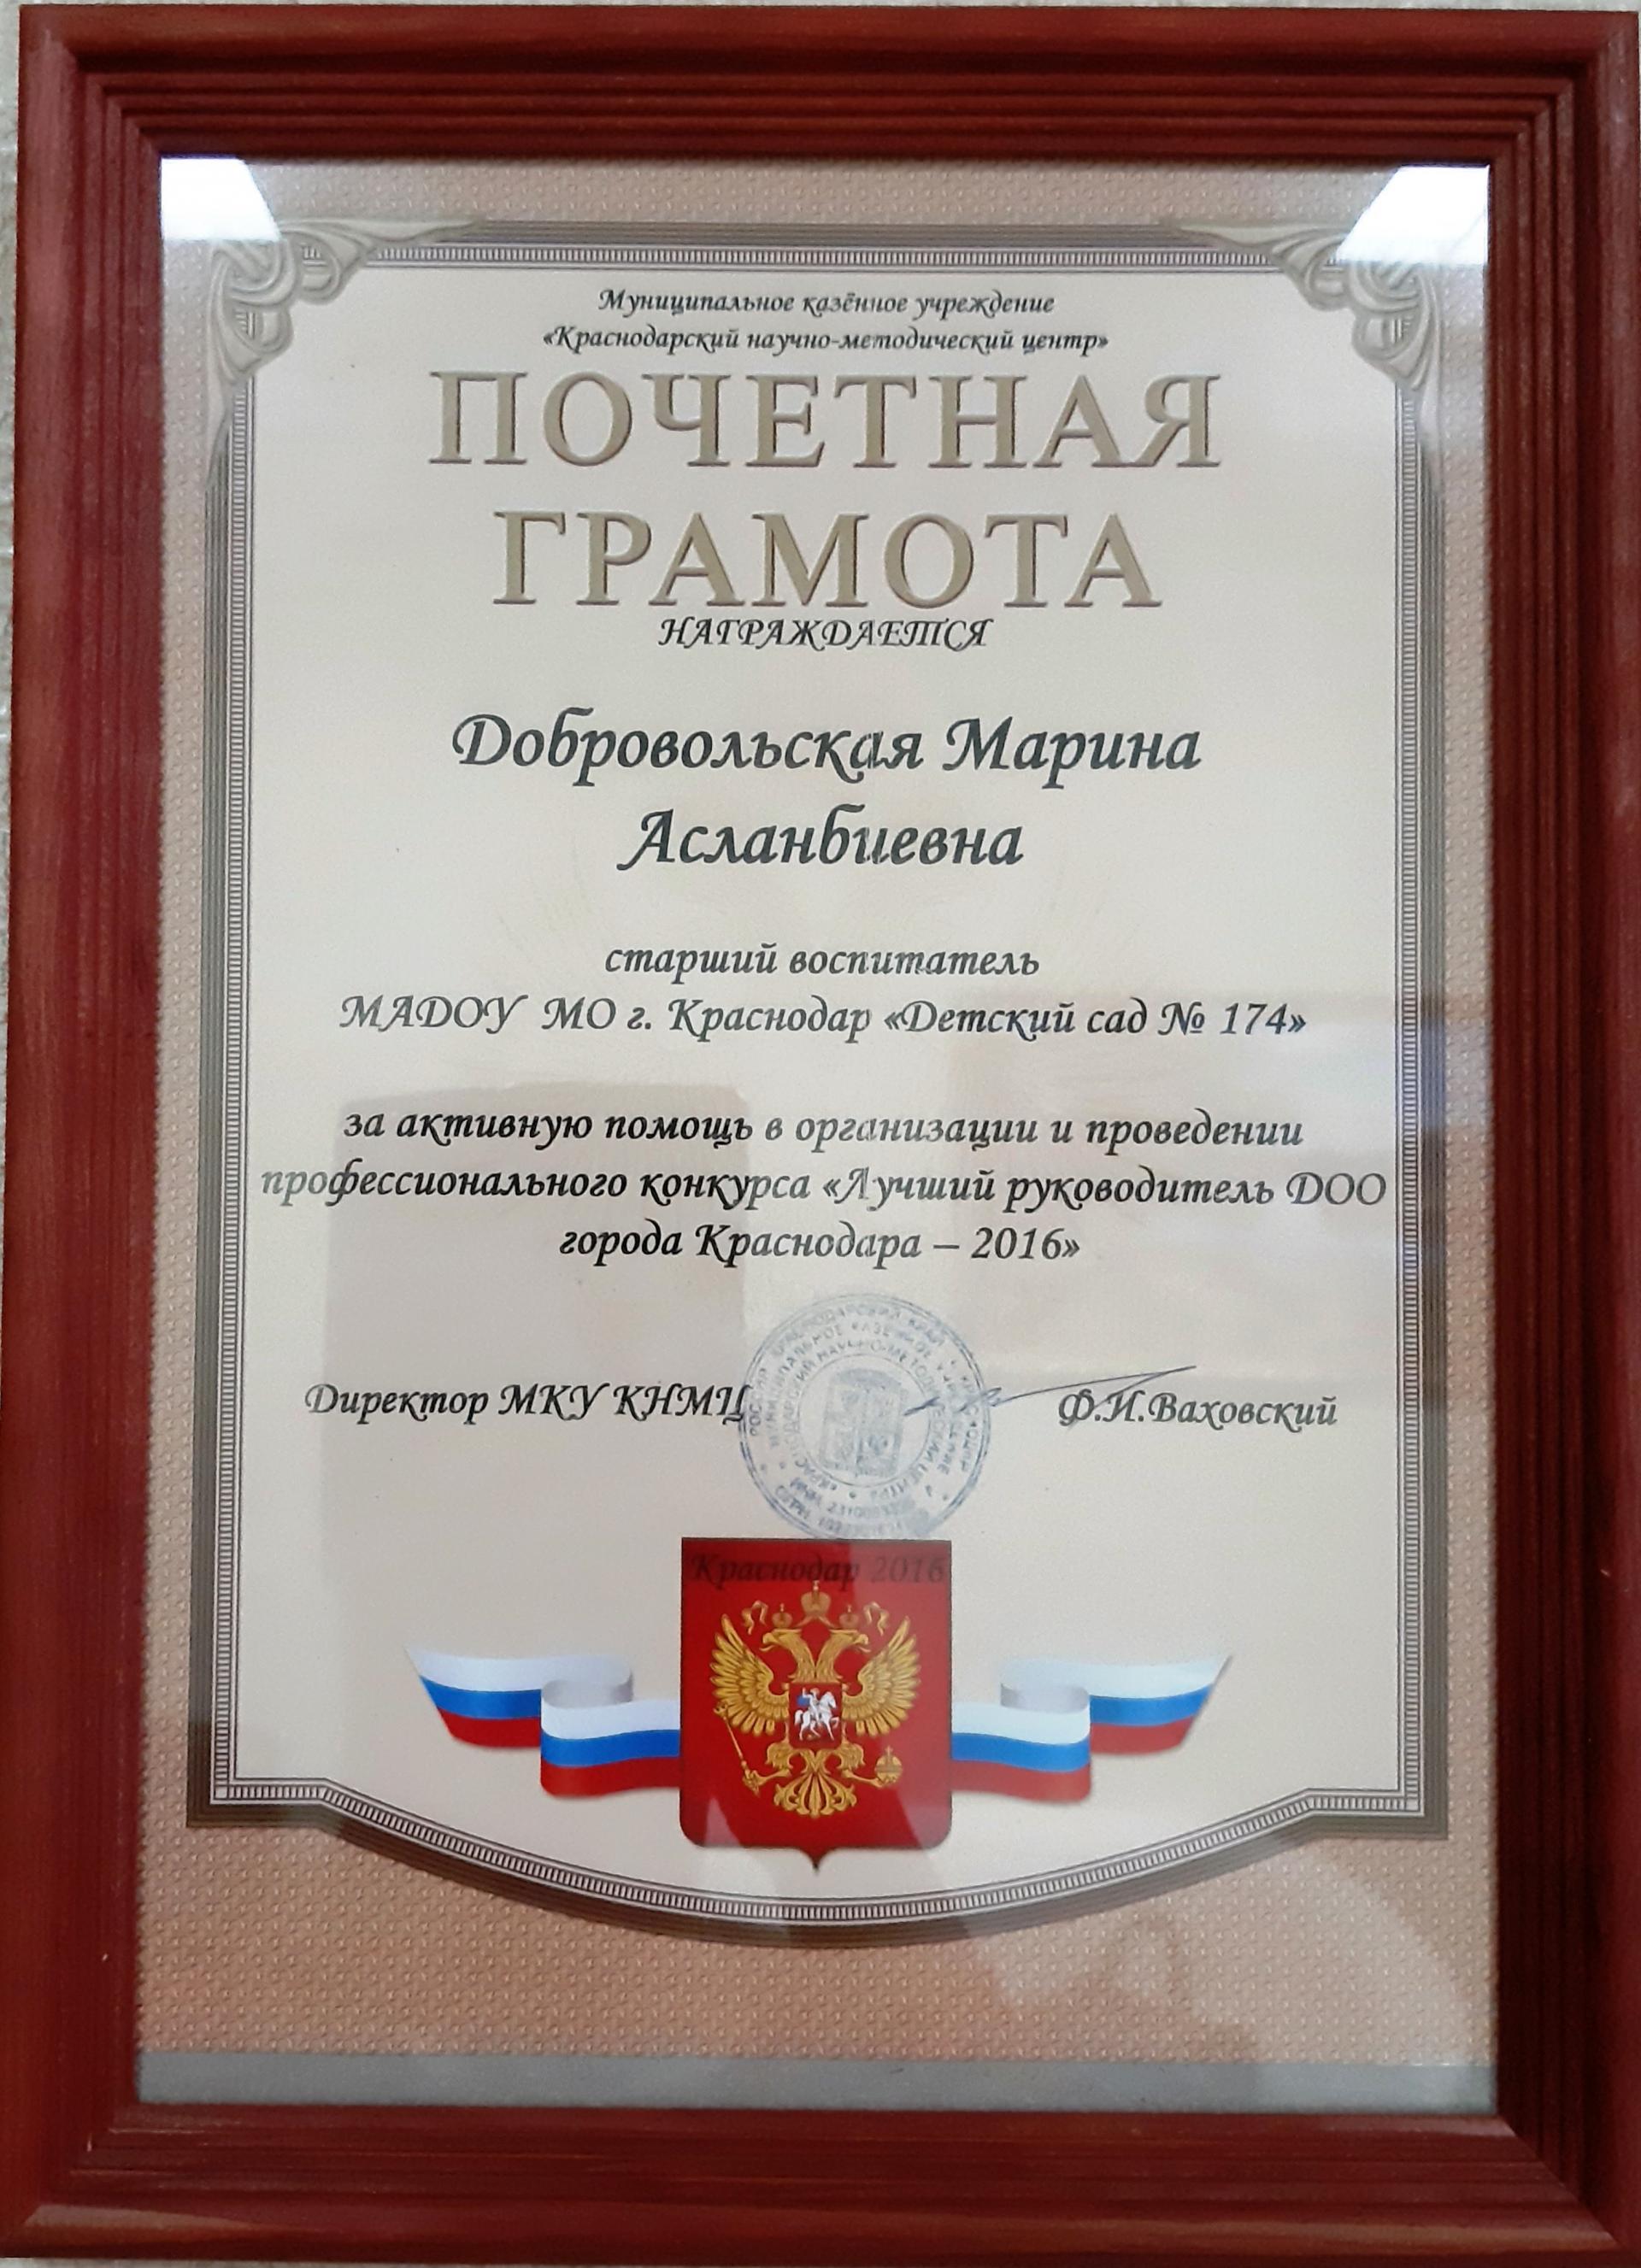 Муниципальное казённое учреждение
«Краснодарский научно-методический центр»
ПОЧЕТНАЯ
ГРАМОТА
НАГРАЖДАЕТСЯ
Добровольская Марина
Асланбиевна
старший воспитатель
МАДОУ МО г. Краснодар «Детский сад № 174»
за активную помощь в организации и проведении
профессионального конкурса «Лучший руководитель ДОО
города Краснодара – 2016»
Директор МКУ КНМЦ Ф.И.Ваховский
Краснодар 2016